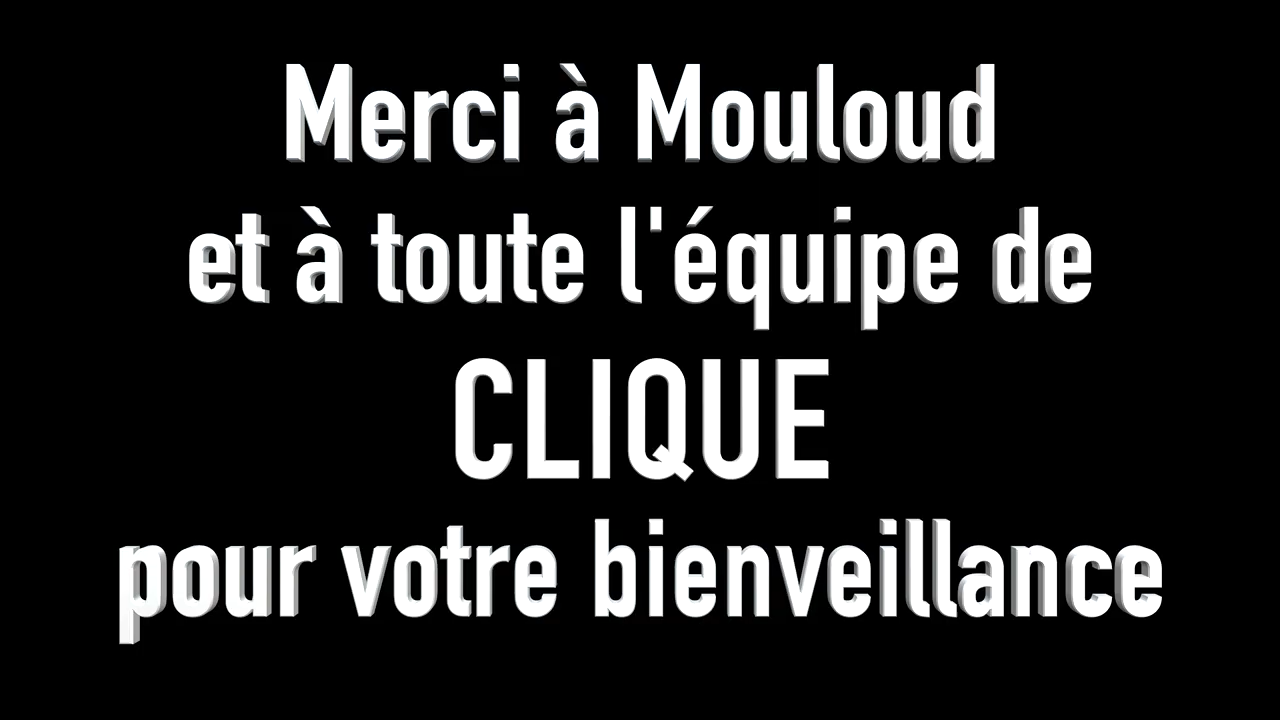 Merci à Mouloud
et à toute l'équipe de
CLIQUE
pour votre bienveillance